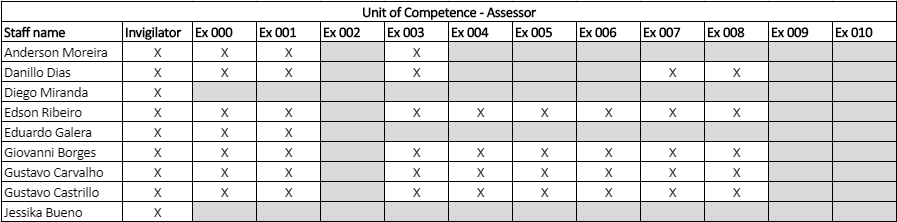 Unit of Competence - Assessor
Staff name Invigilator Ex 000 Ex 001 Ex 002 Ex 003 Ex 004 Ex 005 Ex 006 Ex 007 Ex 008 Ex 009 Ex 010
Anderson Moreira X X X X
Danillo Dias X X X X X X
Diego Miranda X
Edson Ribeiro X X X X X X X X X
Eduardo Galera X X X
Giovanni Borges X X X X X X X X X
Gustavo Carvalho X X X X X X X X X
Gustavo Castrillo X X X X X X X X X
Jessika Bueno X